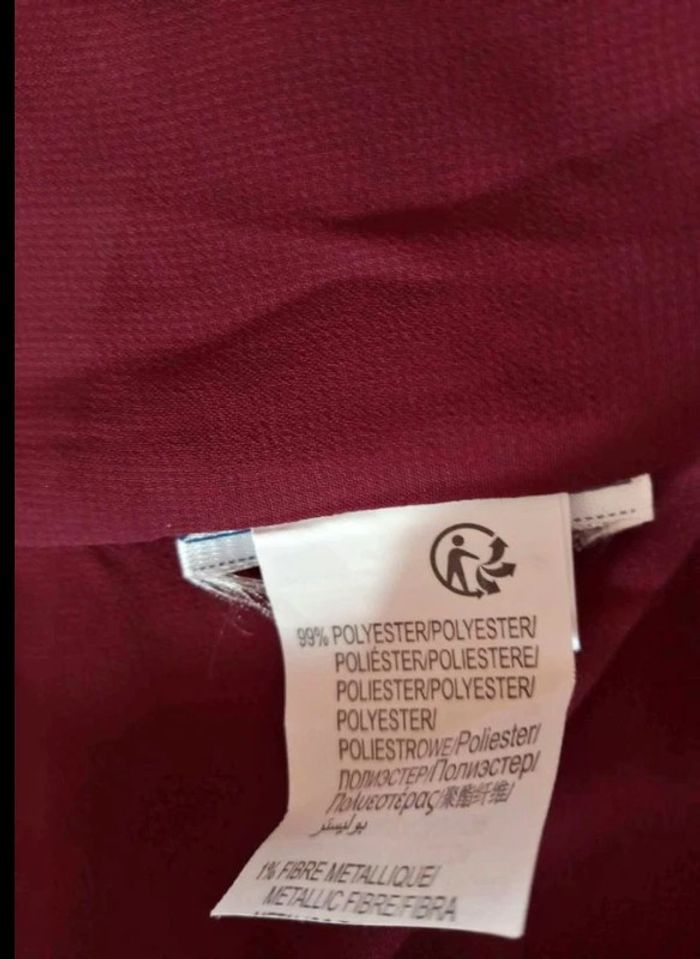 99% POLYESTER/POLYESTER/
POLIÉSTER/POLIESTERE/
POLIESTER/POLYESTER/
POLYESTER/
POLIESTROWE/Poliester/
ПОЛИЭСТЕР/Полиэстер/
Πολυεστέρας/聚酯纤维/
بوليستر
1% FIBRE METALLIQUE/
METALLIC FIBRE/FIBRA